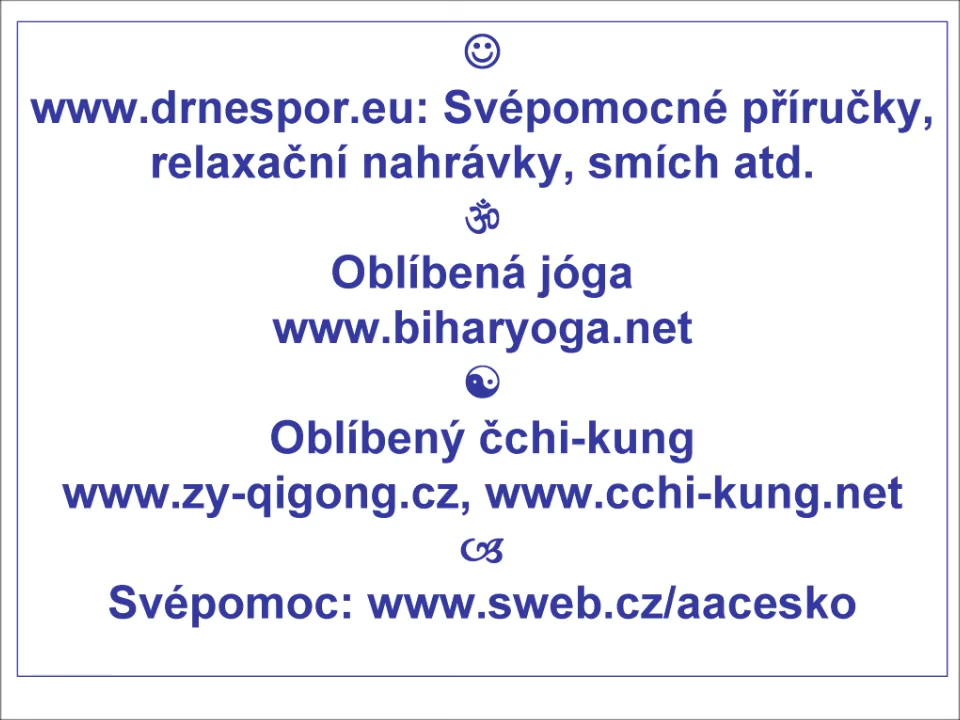 ☺
www.drnespor.eu: Svépomocné příručky,
relaxační nahrávky, smích atd.
ॐ
Oblíbená jóga
www.biharyoga.net
☯
Oblíbený čchi-kung
www.zy-qigong.cz, www.cchi-kung.net
🙚
Svépomoc: www.sweb.cz/aacesko